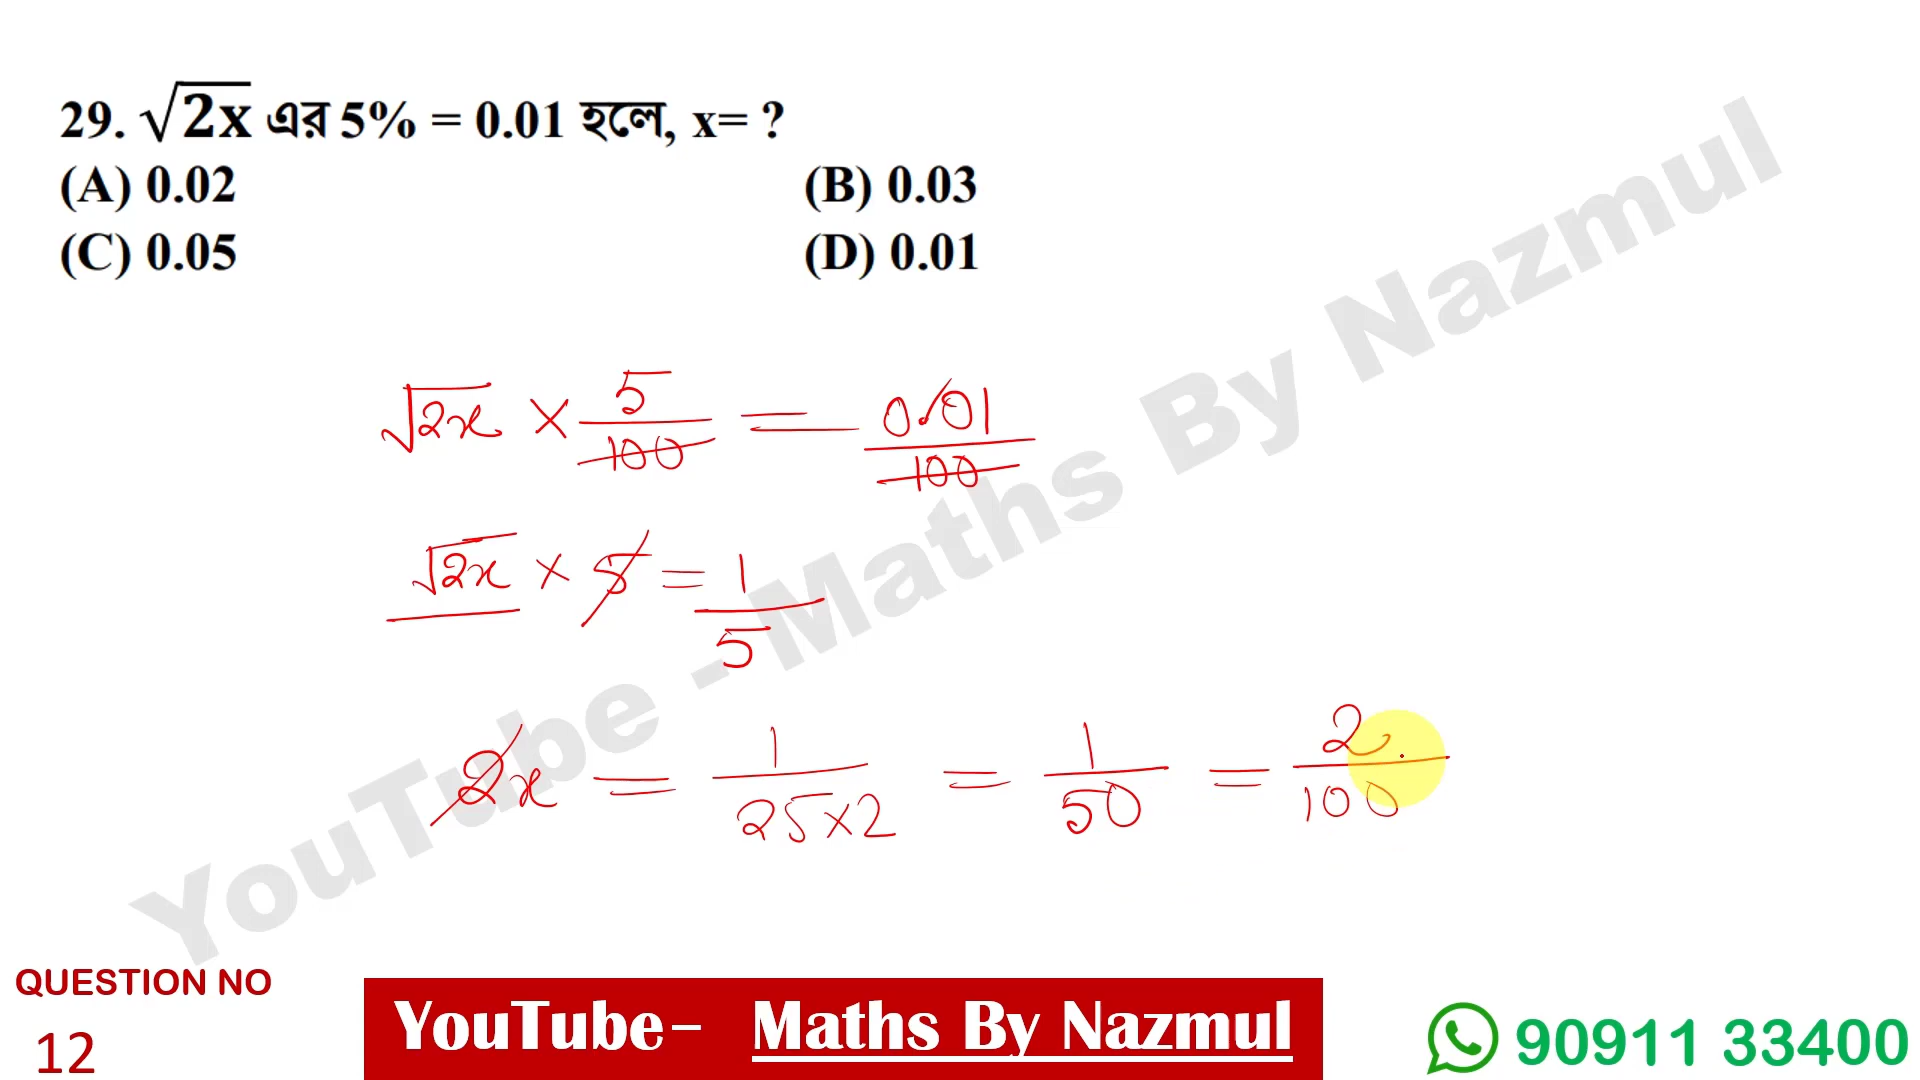 29. √2x এর 5% = 0.01 হলে, x= ?
(A) 0.02 (B) 0.03
(C) 0.05 (D) 0.01
√2x × 5/100 = 0.01/100
√2x × 5 = 1/5
2x = 1/25×2 = 1/50 = 2/100
YouTube - Maths By Nazmul
QUESTION NO
12
YouTube- Maths By Nazmul
90911 33400